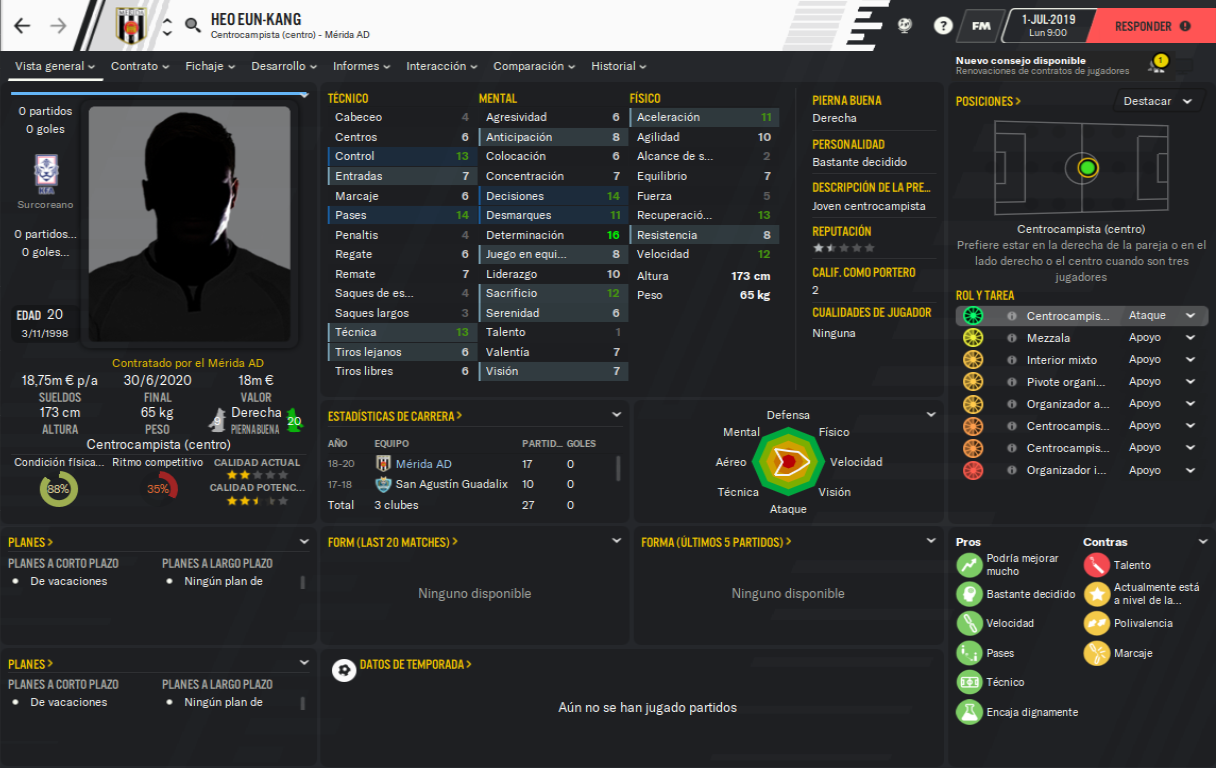 HEO EUN-KANG
Centrocampista (centro) - Mérida AD
FM
1-JUL-2019
Lun 9:00
RESPONDER
Vista general
Contrato
Fichaje
Desarrollo
Informes
Interacción
Comparación
Historial
Nuevo consejo disponible
Renovaciones de contratos de jugadores
1
0 partidos
0 goles
Surcoreano
0 partidos...
0 goles...
EDAD 20
3/11/1998
Contratado por el Mérida AD
18,75m € p/a
SUELDOS
30/6/2020
FINAL
18m €
VALOR
173 cm
ALTURA
65 kg
PESO
9
Derecha
PIERNA BUENA
20
Centrocampista (centro)
Condición física...
88%
Ritmo competitivo
35%
CALIDAD ACTUAL
CALIDAD POTENC...
TÉCNICO
Cabeceo 4
Centros 6
Control 13
Entradas 7
Marcaje 6
Pases 14
Penaltis 4
Regate 6
Remate 7
Saques de es... 4
Saques largos 3
Técnica 13
Tiros lejanos 6
Tiros libres 6
MENTAL
Agresividad 6
Anticipación 8
Colocación 6
Concentración 7
Decisiones 14
Desmarques 11
Determinación 16
Juego en equi... 8
Liderazgo 10
Sacrificio 12
Serenidad 6
Talento 1
Valentía 7
Visión 7
FÍSICO
Aceleración 11
Agilidad 10
Alcance de s... 2
Equilibrio 7
Fuerza 5
Recuperació... 13
Resistencia 8
Velocidad 12
Altura 173 cm
Peso 65 kg
PIERNA BUENA
Derecha
PERSONALIDAD
Bastante decidido
DESCRIPCIÓN DE LA PRE...
Joven centrocampista
REPUTACIÓN
CALIF. COMO PORTERO
2
CUALIDADES DE JUGADOR
Ninguna
POSICIONES >
Destacar
Centrocampista (centro)
Prefiere estar en la derecha de la pareja o en el
lado derecho o el centro cuando son tres
jugadores
ROL Y TAREA
Centrocampis... Ataque
Mezzala Apoyo
Interior mixto Apoyo
Pivote organi... Apoyo
Organizador a... Apoyo
Centrocampis... Apoyo
Centrocampis... Apoyo
Organizador i... Apoyo
ESTADÍSTICAS DE CARRERA >
AÑO EQUIPO PARTID... GOLES
18-20 Mérida AD 17 0
17-18 San Agustín Guadalix 10 0
Total 3 clubes 27 0
Defensa
Mental Físico
Aéreo Velocidad
Técnica Visión
Ataque
PLANES >
PLANES A CORTO PLAZO PLANES A LARGO PLAZO
De vacaciones Ningún plan de
FORM (LAST 20 MATCHES) >
Ninguno disponible
FORMA (ÚLTIMOS 5 PARTIDOS) >
Ninguno disponible
PLANES >
PLANES A CORTO PLAZO PLANES A LARGO PLAZO
De vacaciones Ningún plan de
DATOS DE TEMPORADA >
Aún no se han jugado partidos
Pros
Podría mejorar
mucho
Bastante decidido
Velocidad
Pases
Técnico
Encaja dignamente
Contras
Talento
Actualmente está
a nivel de la...
Polivalencia
Marcaje